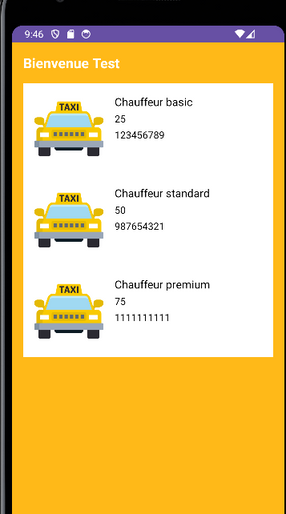 9:46
Bienvenue Test
TAXI
Chauffeur basic
25
123456789
TAXI
Chauffeur standard
50
987654321
TAXI
Chauffeur premium
75
1111111111